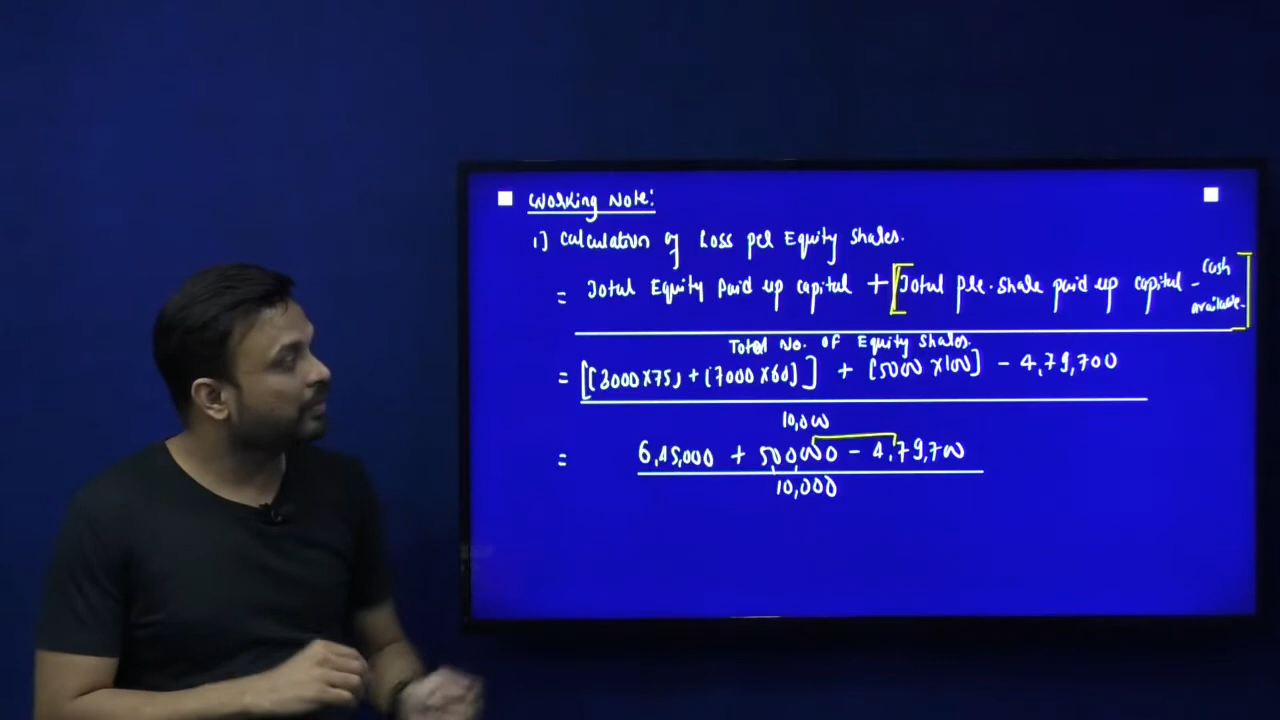 Working Note:
1] Calculation of Loss per Equity Shares.
= Total Equity Paid up capital + [Total pre. share paid up capital - cash available.]
Total No. of Equity Shares.
= [(3000 X 75) + (7000 X 60)] + [5000 X 100] - 4,79,700
10,000
= 6,45,000 + 500,000 - 4,79,700
10,000